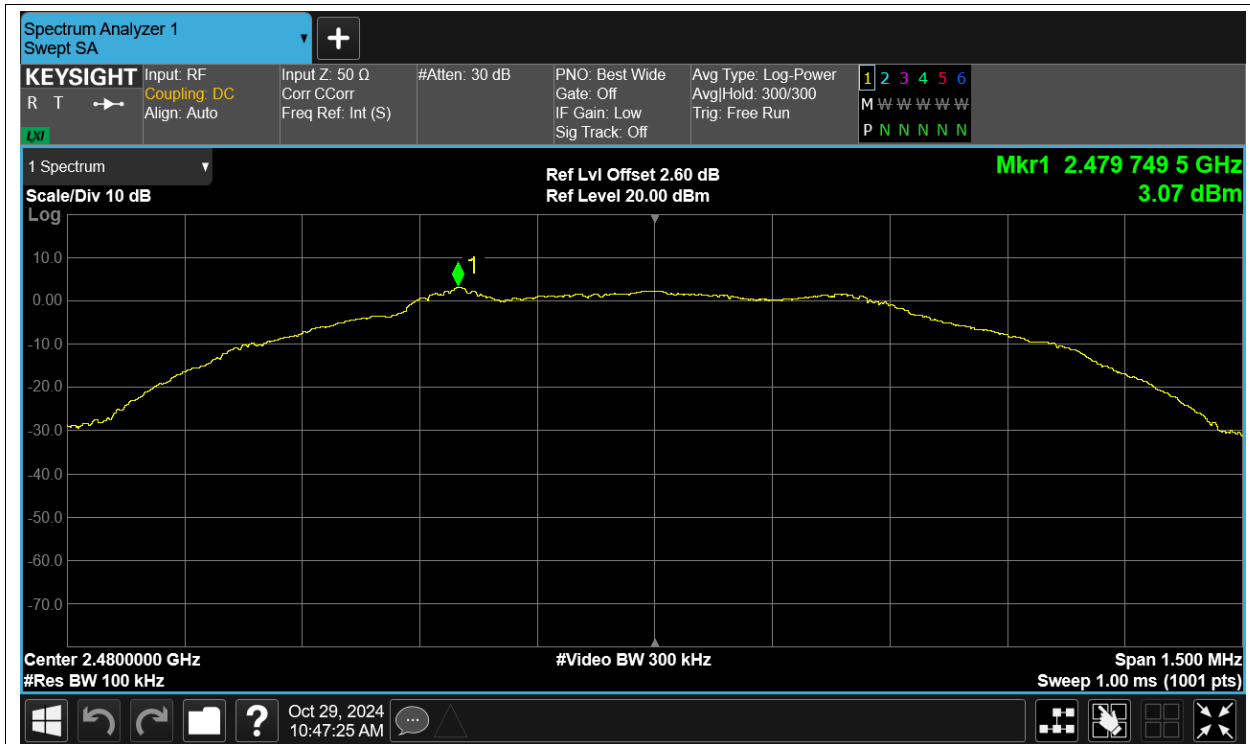 Spectrum Analyzer 1
Swept SA
+
KEYSIGHT
R T
LXI
Input: RF
Coupling: DC
Align: Auto
Input Z: 50 Ω
Corr CCorr
Freq Ref: Int (S)
#Atten: 30 dB
PNO: Best Wide
Gate: Off
IF Gain: Low
Sig Track: Off
Avg Type: Log-Power
Avg|Hold: 300/300
Trig: Free Run
1 2 3 4 5 6
M W W W W W
P N N N N N
1 Spectrum
Scale/Div 10 dB
Log
Ref Lvl Offset 2.60 dB
Ref Level 20.00 dBm
Mkr1 2.479 749 5 GHz
3.07 dBm
1
10.0
0.00
-10.0
-20.0
-30.0
-40.0
-50.0
-60.0
-70.0
Center 2.4800000 GHz
#Res BW 100 kHz
#Video BW 300 kHz
Span 1.500 MHz
Sweep 1.00 ms (1001 pts)
?
Oct 29, 2024
10:47:25 AM